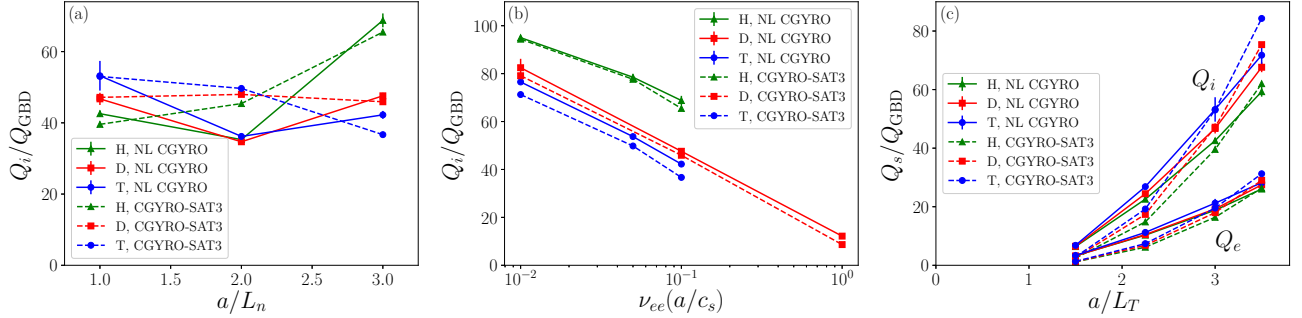 (a)
Q_i/Q_GBD
60
40
20
0
H, NL CGYRO
D, NL CGYRO
T, NL CGYRO
H, CGYRO-SAT3
D, CGYRO-SAT3
T, CGYRO-SAT3
1.0 1.5 2.0 2.5 3.0
a/L_n
(b)
Q_i/Q_GBD
100
80
60
40
20
0
H, NL CGYRO
D, NL CGYRO
T, NL CGYRO
H, CGYRO-SAT3
D, CGYRO-SAT3
T, CGYRO-SAT3
10^{-2} 10^{-1} 10^0
ν_{ee}(a/c_s)
(c)
Q_s/Q_GBD
80
60
40
20
0
H, NL CGYRO
D, NL CGYRO
T, NL CGYRO
H, CGYRO-SAT3
D, CGYRO-SAT3
T, CGYRO-SAT3
Q_i
Q_e
0 1 2 3
a/L_T